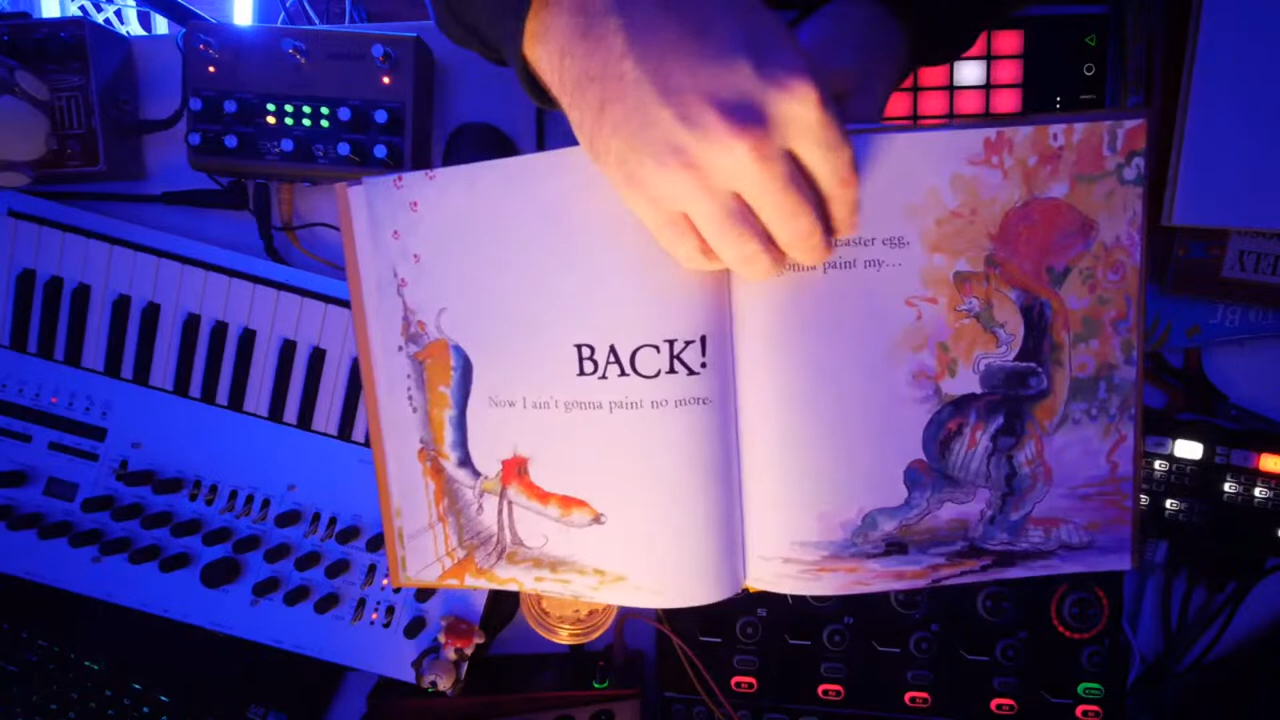 BACK!
Now I ain't gonna paint no more.
Easter egg,
gonna paint my...